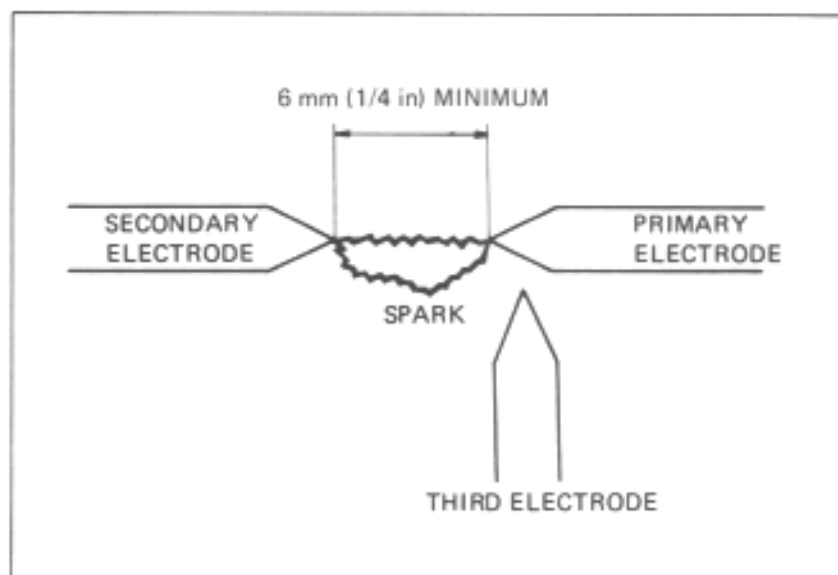 6 mm (1/4 in) MINIMUM
SECONDARY
ELECTRODE
PRIMARY
ELECTRODE
SPARK
THIRD ELECTRODE